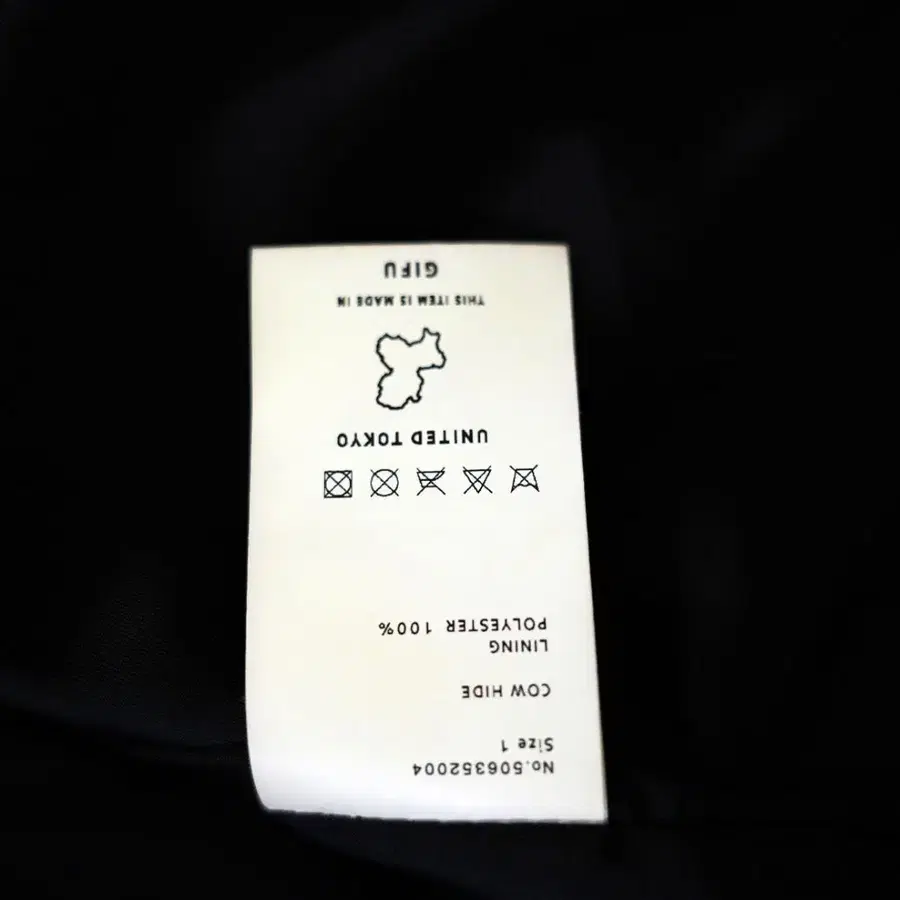 No.506352004
Size 1
COW HIDE
LINING
POLYESTER 100%
UNITED TOKYO
THIS ITEM IS MADE IN
GIFU